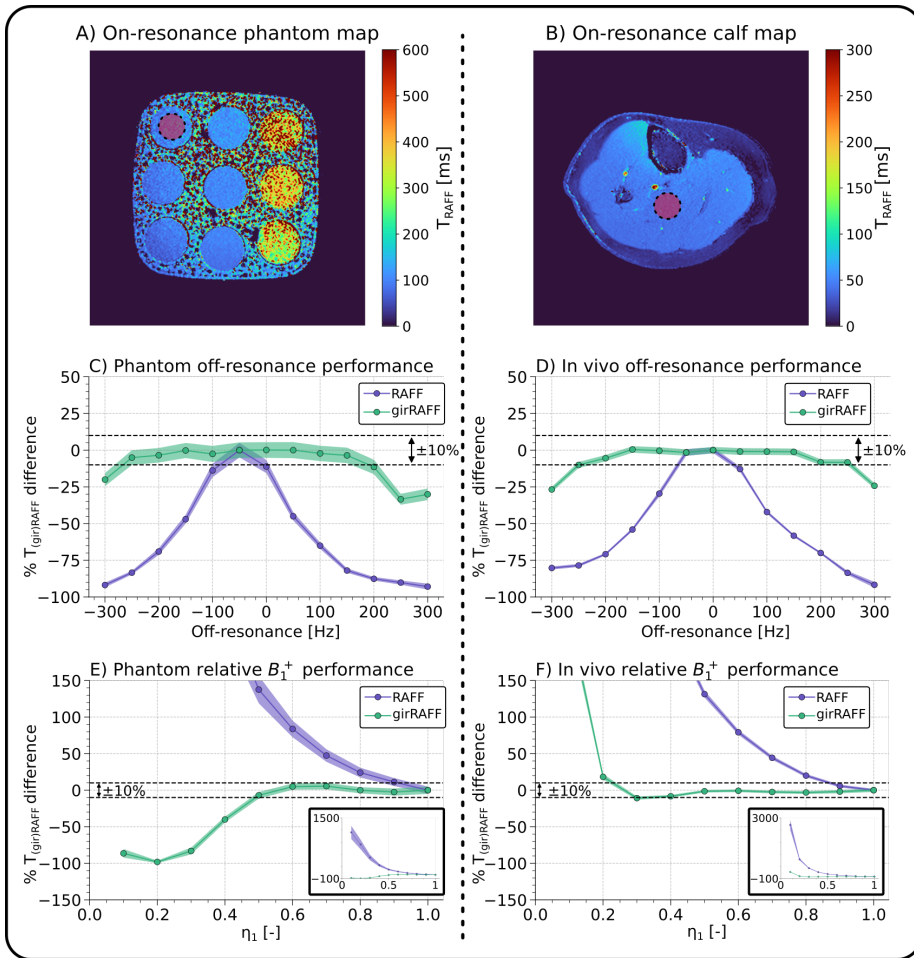 A) On-resonance phantom map
600
500
400
300
200
100
0
T_RAFF [ms]
B) On-resonance calf map
300
250
200
150
100
50
0
T_RAFF [ms]
C) Phantom off-resonance performance
50
25
0
−25
−50
−75
−100
% T_(gir)RAFF difference
RAFF
girRAFF
±10%
−300 −200 −100 0 100 200 300
Off-resonance [Hz]
D) In vivo off-resonance performance
50
25
0
−25
−50
−75
−100
% T_(gir)RAFF difference
RAFF
girRAFF
±10%
−300 −200 −100 0 100 200 300
Off-resonance [Hz]
E) Phantom relative B₁⁺ performance
150
100
50
0
−50
−100
−150
% T_(gir)RAFF difference
RAFF
girRAFF
±10%
1500
−100
0 0.5 1
0.0 0.2 0.4 0.6 0.8 1.0
η₁ [-]
F) In vivo relative B₁⁺ performance
150
100
50
0
−50
−100
−150
% T_(gir)RAFF difference
RAFF
girRAFF
±10%
3000
−100
0 0.5 1
0.0 0.2 0.4 0.6 0.8 1.0
η₁ [-]